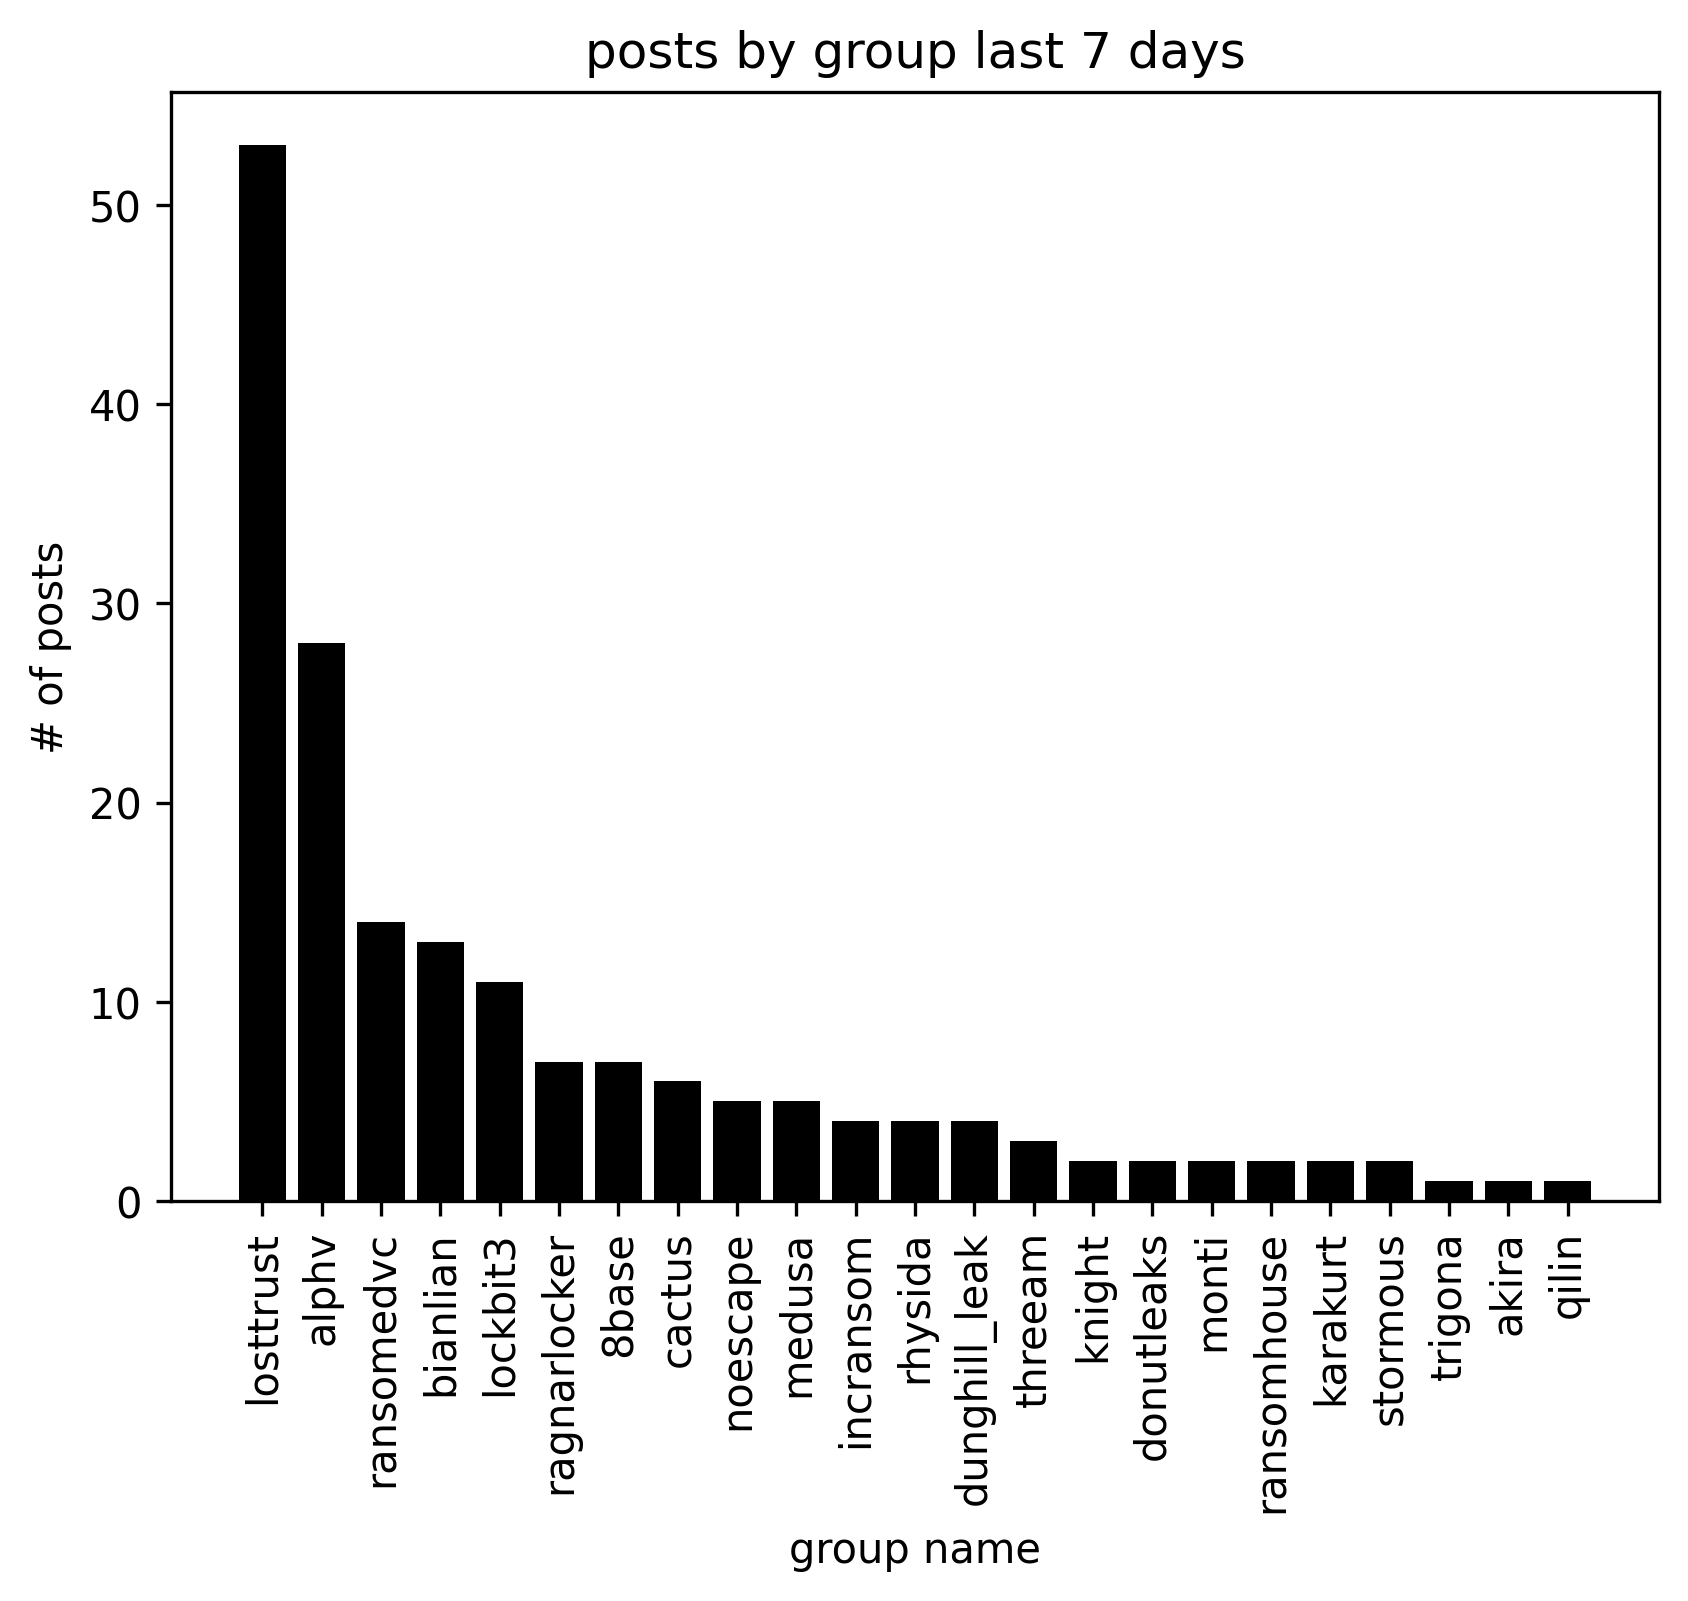 posts by group last 7 days
# of posts
50
40
30
20
10
0
losttrust
alphv
ransomedvc
bianlian
lockbit3
ragnarlocker
8base
cactus
noescape
medusa
incransom
rhysida
dunghill_leak
threeam
knight
donutleaks
monti
ransomhouse
karakurt
stormous
trigona
akira
qilin
group name